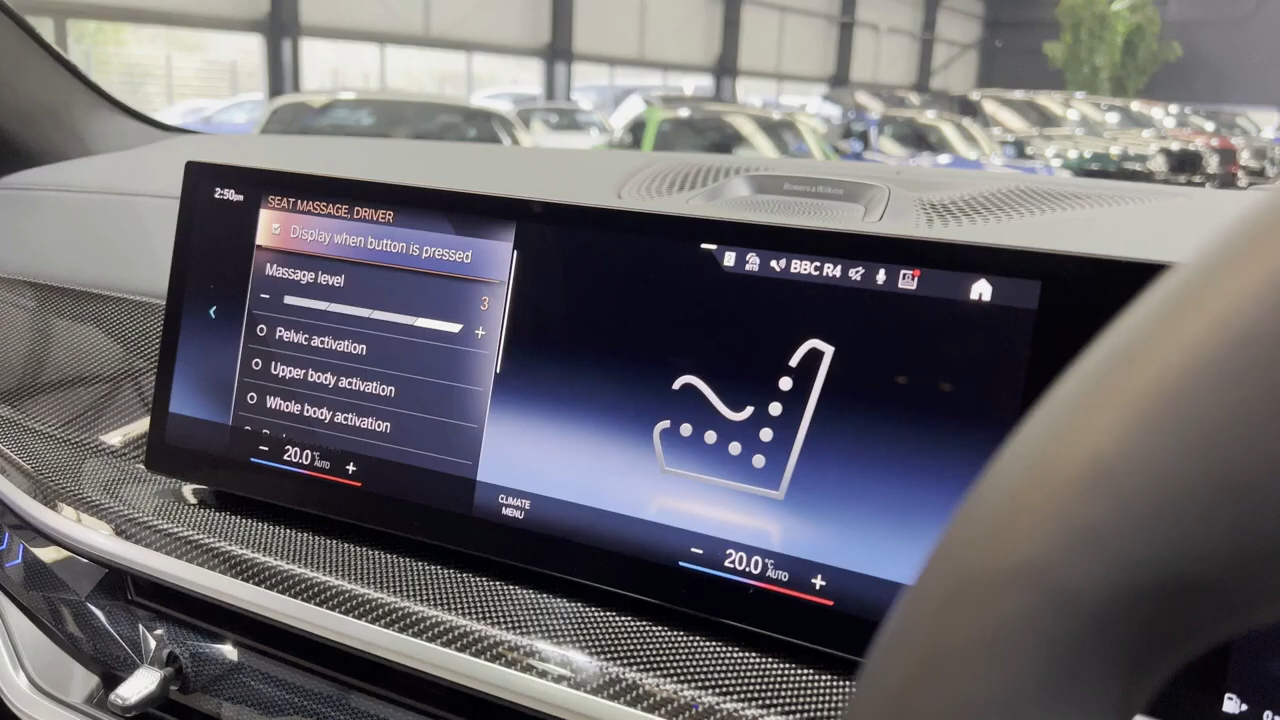 Bowers & Wilkins
2:50pm
SEAT MASSAGE, DRIVER
Display when button is pressed
Massage level
3
− +
Pelvic activation
Upper body activation
Whole body activation
BBC R4
− 20.0 °C AUTO +
CLIMATE
MENU
− 20.0 °C AUTO +